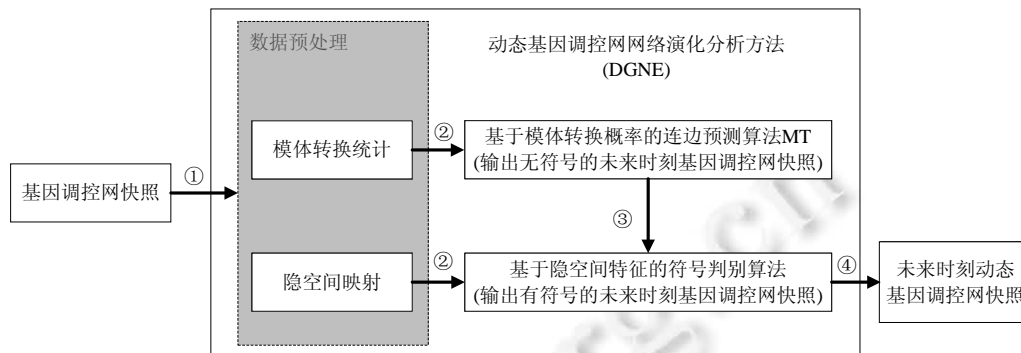 数据预处理
动态基因调控网网络演化分析方法
(DGNE)
模体转换统计
②
基于模体转换概率的连边预测算法MT
(输出无符号的未来时刻基因调控网快照)
基因调控网快照
①
③
隐空间映射
②
基于隐空间特征的符号判别算法
(输出有符号的未来时刻基因调控网快照)
④
未来时刻动态
基因调控网快照